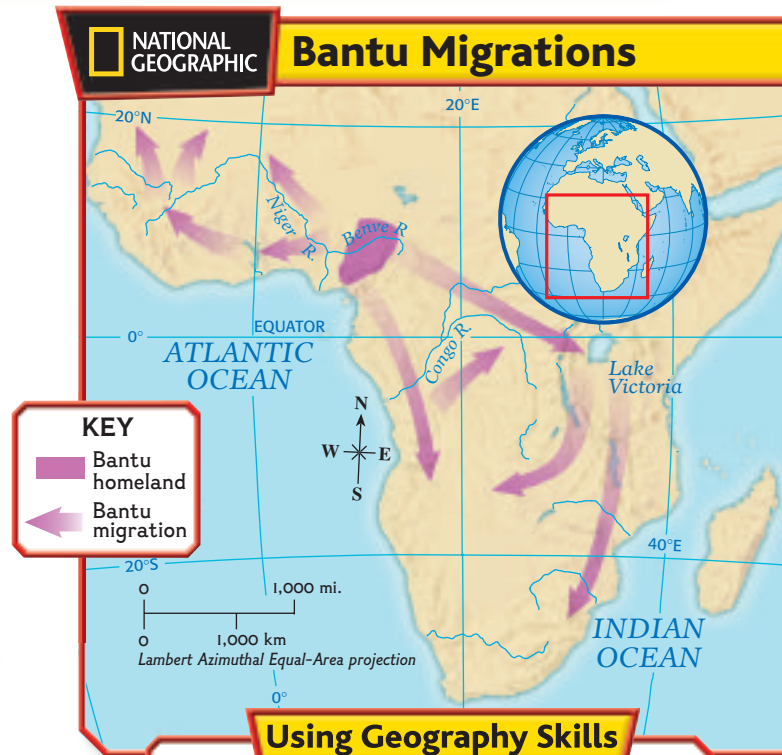 NATIONAL
GEOGRAPHIC
Bantu Migrations
20°N
20°E
Niger
R.
Benve R
EQUATOR
0°
ATLANTIC
OCEAN
Congo R.
Lake
Victoria
KEY
Bantu
homeland
Bantu
migration
N
W
E
S
20°S
40°E
0
1,000 mi.
0
1,000 km
Lambert Azimuthal Equal-Area projection
INDIAN
OCEAN
0°
Using Geography Skills